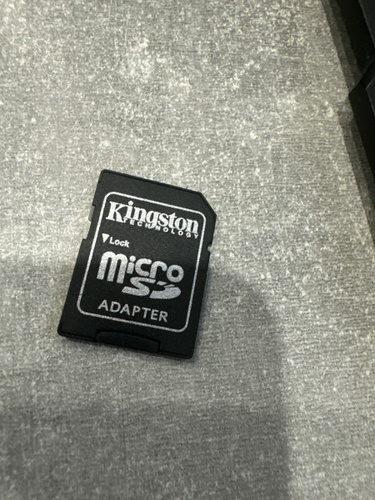 Kingston
TECHNOLOGY
Lock
micro
SD
ADAPTER